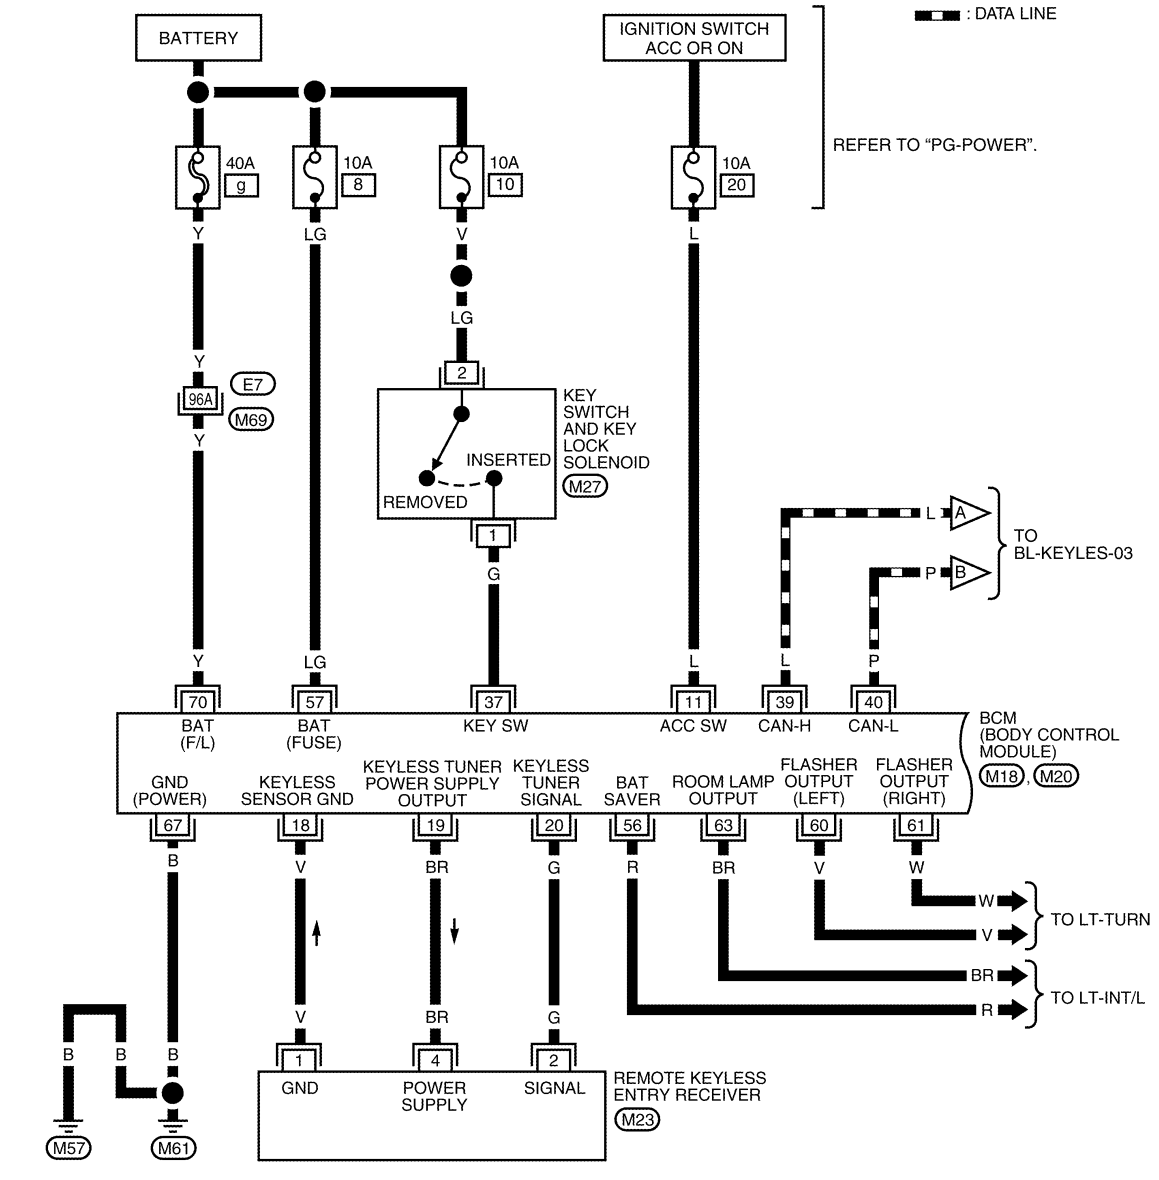 BATTERY
IGNITION SWITCH
ACC OR ON
: DATA LINE
REFER TO “PG-POWER”.
40A
g
10A
8
10A
10
10A
20
Y
LG
V
L
LG
Y
96A
E7
M69
Y
2
KEY
SWITCH
AND KEY
LOCK
SOLENOID
M27
INSERTED
REMOVED
1
G
L
A
P
B
TO
BL-KEYLES-03
Y
LG
L
L
P
70
57
37
11
39
40
BAT
(F/L)
BAT
(FUSE)
KEY SW
ACC SW
CAN-H
CAN-L
BCM
(BODY CONTROL
MODULE)
M18 , M20
GND
(POWER)
KEYLESS
SENSOR GND
KEYLESS TUNER
POWER SUPPLY
OUTPUT
KEYLESS
TUNER
SIGNAL
BAT
SAVER
ROOM LAMP
OUTPUT
FLASHER
OUTPUT
(LEFT)
FLASHER
OUTPUT
(RIGHT)
67
18
19
20
56
63
60
61
B
V
BR
G
R
BR
V
W
W
V
TO LT-TURN
BR
R
TO LT-INT/L
V
BR
G
B
B
B
1
4
2
GND
POWER
SUPPLY
SIGNAL
REMOTE KEYLESS
ENTRY RECEIVER
M23
M57
M61